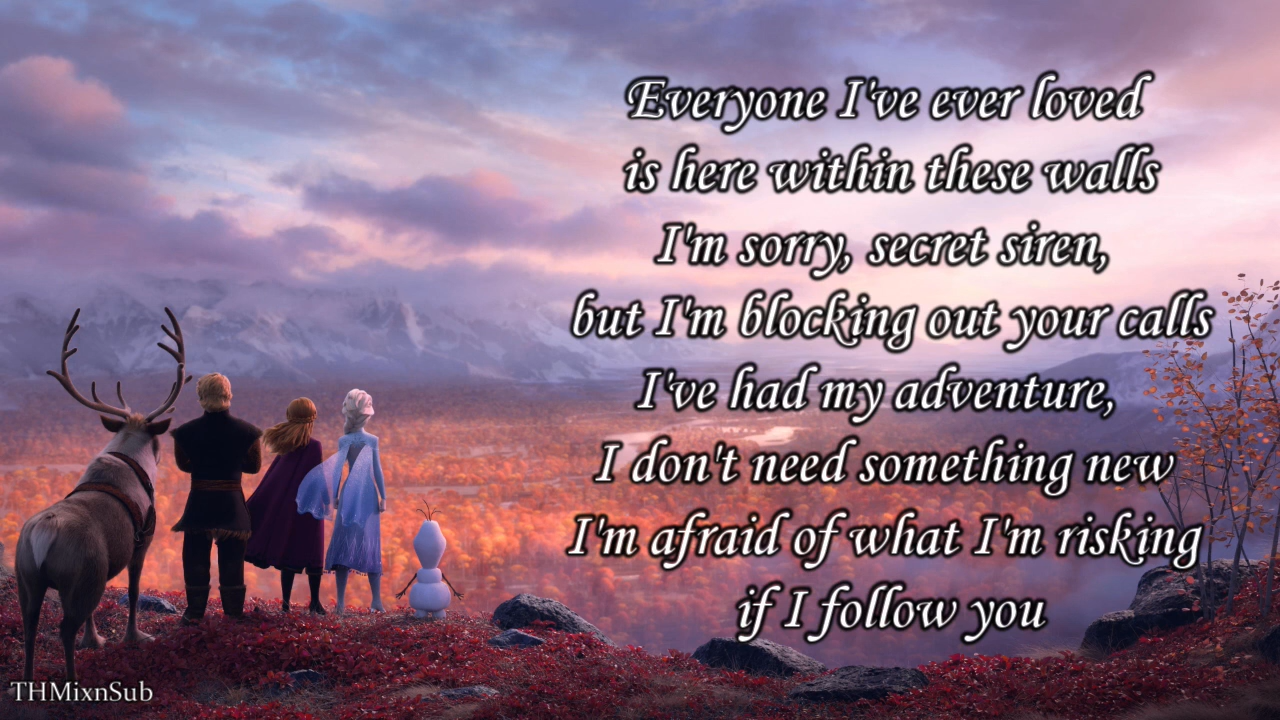 Everyone I've ever loved
is here within these walls
I'm sorry, secret siren,
but I'm blocking out your calls
I've had my adventure,
I don't need something new
I'm afraid of what I'm risking
if I follow you
THMixnSub